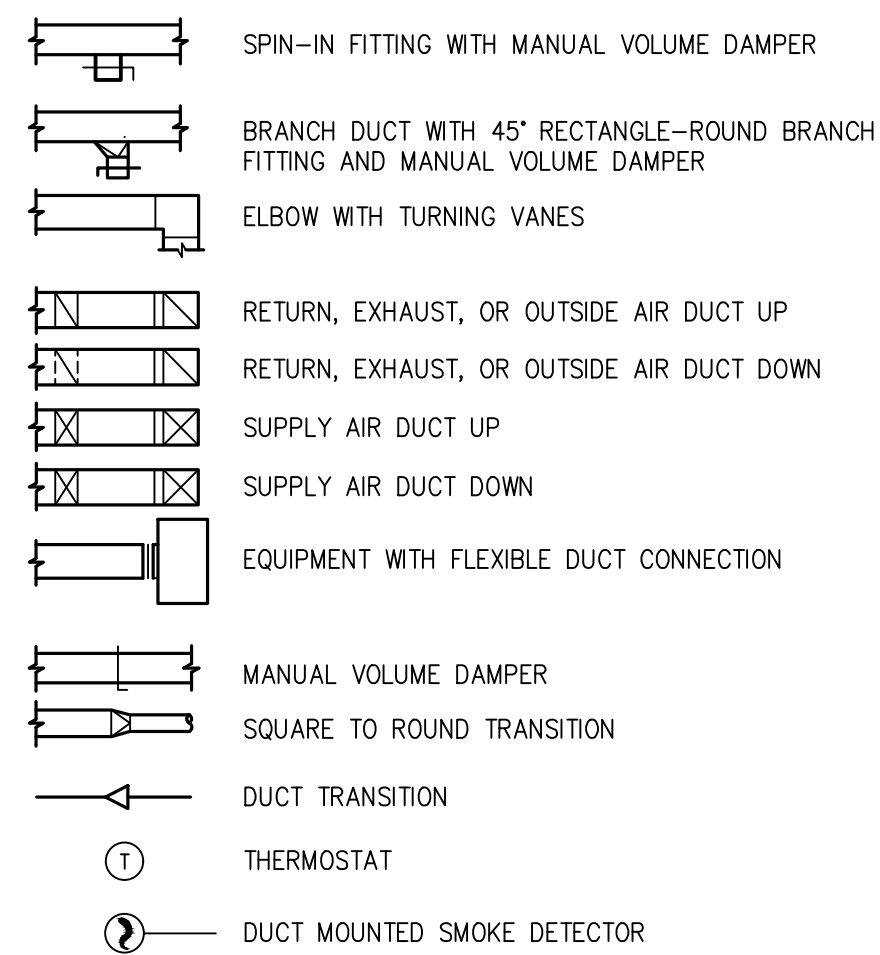 SPIN-IN FITTING WITH MANUAL VOLUME DAMPER
BRANCH DUCT WITH 45° RECTANGLE-ROUND BRANCH
FITTING AND MANUAL VOLUME DAMPER
ELBOW WITH TURNING VANES
RETURN, EXHAUST, OR OUTSIDE AIR DUCT UP
RETURN, EXHAUST, OR OUTSIDE AIR DUCT DOWN
SUPPLY AIR DUCT UP
SUPPLY AIR DUCT DOWN
EQUIPMENT WITH FLEXIBLE DUCT CONNECTION
MANUAL VOLUME DAMPER
SQUARE TO ROUND TRANSITION
DUCT TRANSITION
T THERMOSTAT
DUCT MOUNTED SMOKE DETECTOR